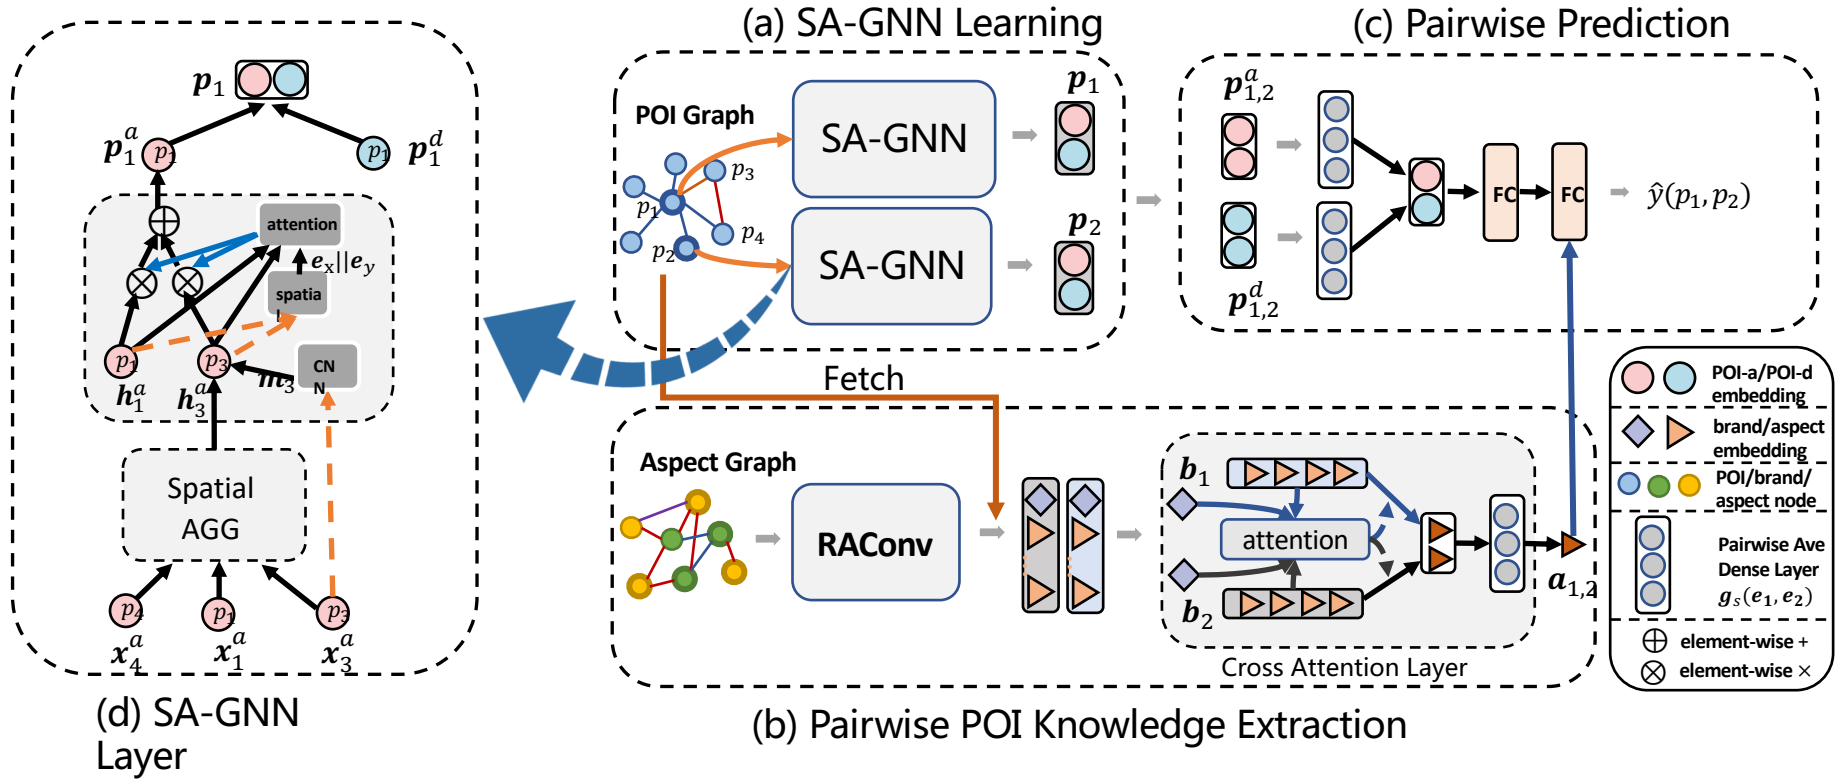 (a) SA-GNN Learning
(c) Pairwise Prediction
p₁
p₁ᵃ
p₁
p₁
p₁ᵈ
attention
eₓ||e_y
spatia
l
p₁
p₃
CN
N
m₃
h₁ᵃ
h₃ᵃ
Spatial
AGG
p₄
p₁
p₃
x₄ᵃ
x₁ᵃ
x₃ᵃ
(d) SA-GNN
Layer
POI Graph
p₃
p₁
p₄
p₂
SA-GNN
SA-GNN
p₁
p₂
Fetch
p₁,₂ᵃ
p₁,₂ᵈ
FC
FC
ŷ(p₁, p₂)
Aspect Graph
RAConv
b₁
attention
b₂
a₁,₂
Cross Attention Layer
(b) Pairwise POI Knowledge Extraction
POI-a/POI-d
embedding
brand/aspect
embedding
POI/brand/
aspect node
Pairwise Ave
Dense Layer
gₛ(e₁, e₂)
element-wise +
element-wise ×